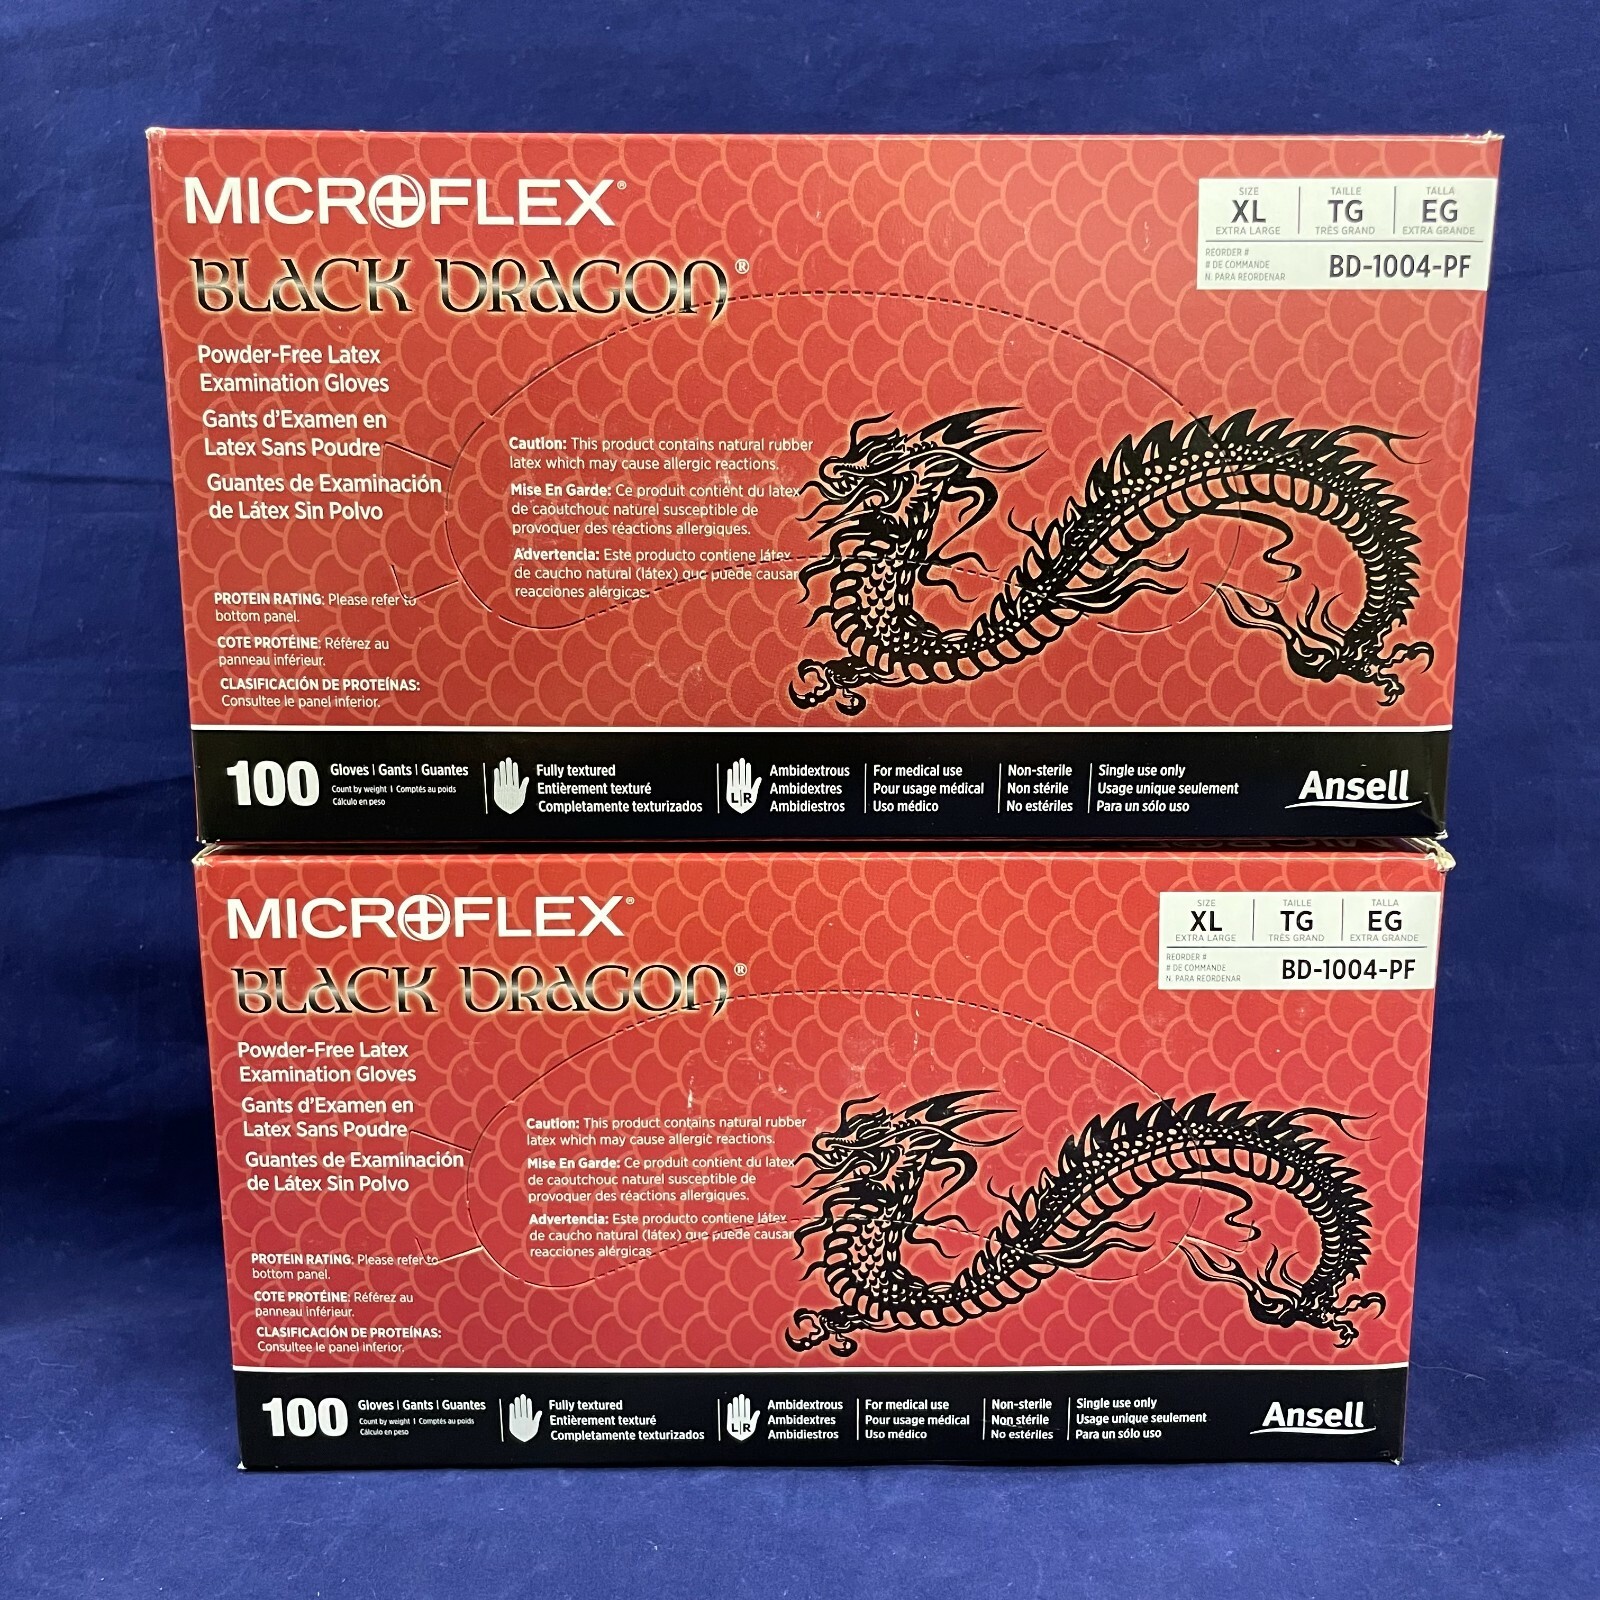 MICROFLEX®
BLACK DRAGON®
SIZE
XL
EXTRA LARGE
TAILLE
TG
TRÈS GRAND
TALLA
EG
EXTRA GRANDE
REORDER #
# DE COMMANDE
N. PARA REORDENAR
BD-1004-PF
Powder-Free Latex
Examination Gloves
Gants d'Examen en
Latex Sans Poudre
Guantes de Examinación
de Látex Sin Polvo
Caution: This product contains natural rubber
latex which may cause allergic reactions.
Mise En Garde: Ce produit contient du latex
de caoutchouc naturel susceptible de
provoquer des réactions allergiques.
Advertencia: Este producto contiene látex
de caucho natural (látex) que puede causar
reacciones alérgicas.
PROTEIN RATING: Please refer to
bottom panel.
COTE PROTÉINE: Référez au
panneau inférieur.
CLASIFICACIÓN DE PROTEÍNAS:
Consultee le panel inferior.
100
Gloves | Gants | Guantes
Count by weight | Comptés au poids
Cálculo en peso
Fully textured
Entièrement texturé
Completamente texturizados
L R
Ambidextrous
Ambidextres
Ambidiestros
For medical use
Pour usage médical
Uso médico
Non-sterile
Non stérile
No estériles
Single use only
Usage unique seulement
Para un sólo uso
Ansell
MICROFLEX®
BLACK DRAGON®
SIZE
XL
EXTRA LARGE
TAILLE
TG
TRÈS GRAND
TALLA
EG
EXTRA GRANDE
REORDER #
# DE COMMANDE
N. PARA REORDENAR
BD-1004-PF
Powder-Free Latex
Examination Gloves
Gants d'Examen en
Latex Sans Poudre
Guantes de Examinación
de Látex Sin Polvo
Caution: This product contains natural rubber
latex which may cause allergic reactions.
Mise En Garde: Ce produit contient du latex
de caoutchouc naturel susceptible de
provoquer des réactions allergiques.
Advertencia: Este producto contiene látex
de caucho natural (látex) que puede causar
reacciones alérgicas
PROTEIN RATING: Please refer to
bottom panel.
COTE PROTÉINE: Référez au
panneau inférieur.
CLASIFICACIÓN DE PROTEÍNAS:
Consultee le panel inferior.
100
Gloves | Gants | Guantes
Count by weight | Comptés au poids
Cálculo en peso
Fully textured
Entièrement texturé
Completamente texturizados
L R
Ambidextrous
Ambidextres
Ambidiestros
For medical use
Pour usage médical
Uso médico
Non-sterile
Non stérile
No estériles
Single use only
Usage unique seulement
Para un sólo uso
Ansell